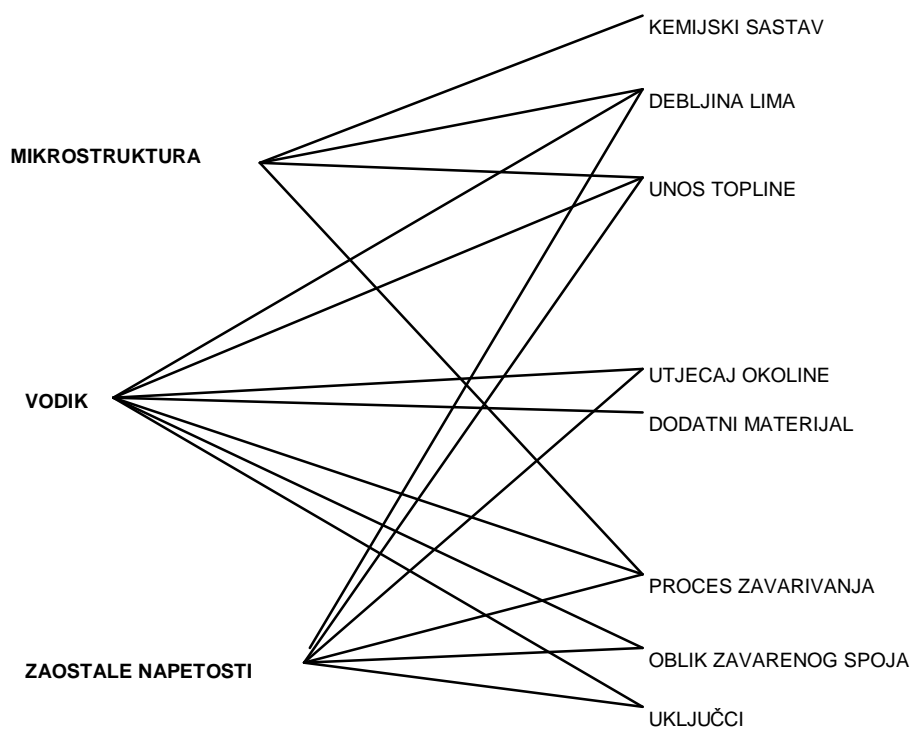 KEMIJSKI SASTAV
DEBLJINA LIMA
MIKROSTRUKTURA
UNOS TOPLINE
UTJECAJ OKOLINE
VODIK
DODATNI MATERIJAL
PROCES ZAVARIVANJA
ZAOSTALE NAPETOSTI
OBLIK ZAVARENOG SPOJA
UKLJUČCI